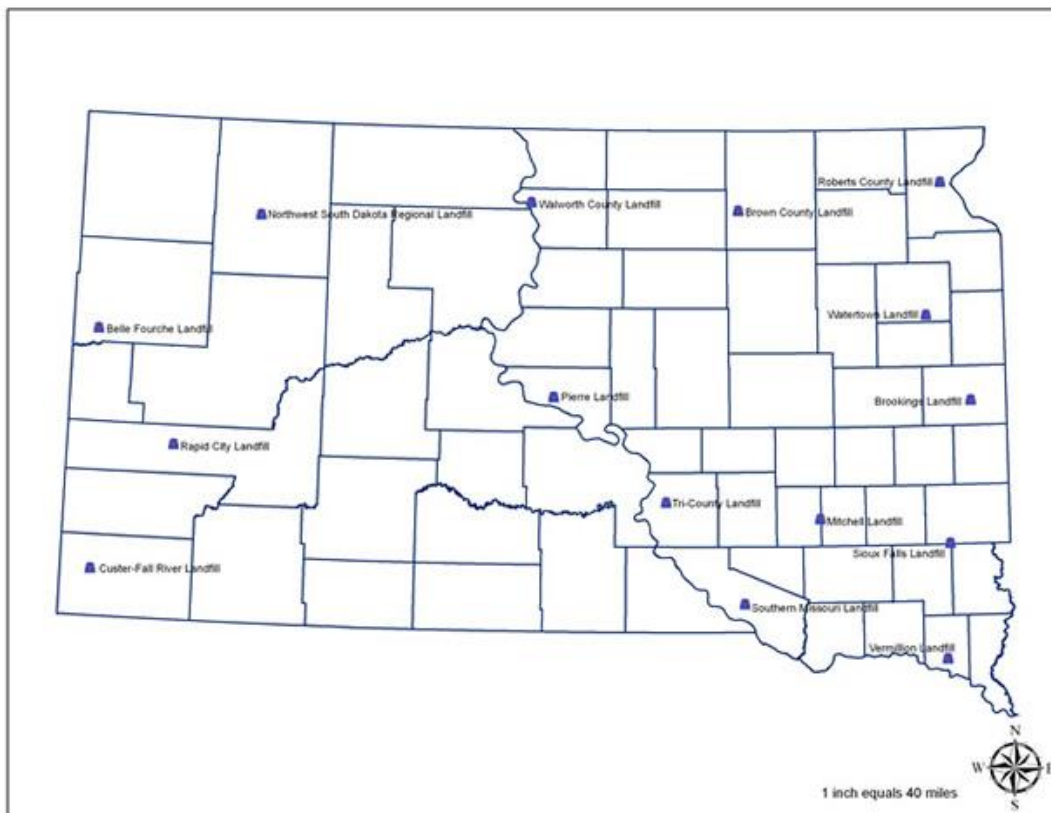 Roberts County Landfill
Walworth County Landfill
Northwest South Dakota Regional Landfill
Brown County Landfill
Watertown Landfill
Belle Fourche Landfill
Pierre Landfill
Brookings Landfill
Rapid City Landfill
Tri-County Landfill
Mitchell Landfill
Sioux Falls Landfill
Custer-Fall River Landfill
Southern Missouri Landfill
Vermillion Landfill
N
W E
S
1 inch equals 40 miles